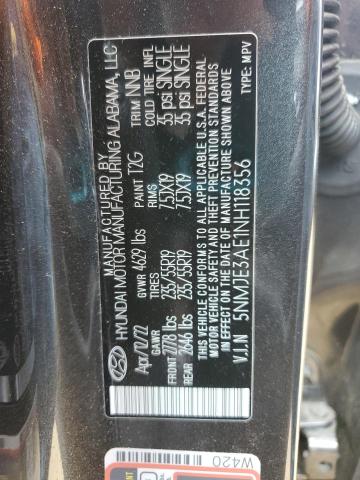 MANUFACTURED BY
HYUNDAI MOTOR MANUFACTURING ALABAMA, LLC
Apr/12/22 GVWR 4629 lbs PAINT T2G TRIM NNB
GAWR TIRES RIMS COLD TIRE INFL
FRONT 2778 lbs 235/55R19 7.5JX19 35 psi SINGLE
REAR 2646 lbs 235/55R19 7.5JX19 35 psi SINGLE
THIS VEHICLE CONFORMS TO ALL APPLICABLE U.S.A. FEDERAL
MOTOR VEHICLE SAFETY AND THEFT PREVENTION STANDARDS
IN EFFECT ON THE DATE OF MANUFACTURE SHOWN ABOVE
V.I.N 5NMJE3AE1NH118356 TYPE: MPV
W420